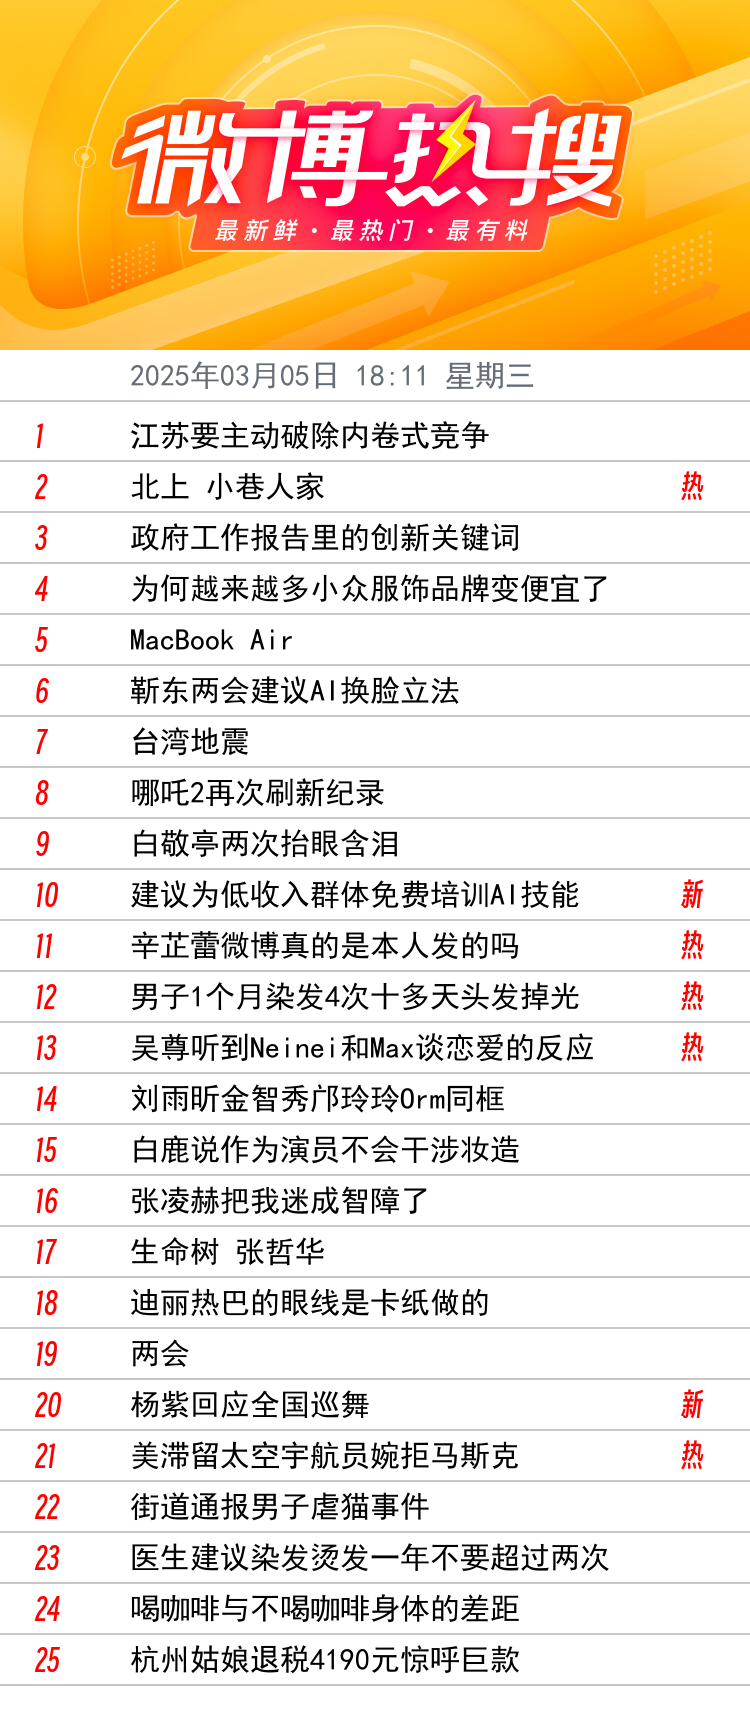 微博热搜
最新鲜·最热门·最有料
2025年03月05日 18:11 星期三
1 江苏要主动破除内卷式竞争
2 北上 小巷人家 热
3 政府工作报告里的创新关键词
4 为何越来越多小众服饰品牌变便宜了
5 MacBook Air
6 靳东两会建议AI换脸立法
7 台湾地震
8 哪吒2再次刷新纪录
9 白敬亭两次抬眼含泪
10 建议为低收入群体免费培训AI技能 新
11 辛芷蕾微博真的是本人发的吗 热
12 男子1个月染发4次十多天头发掉光 热
13 吴尊听到Neinei和Max谈恋爱的反应 热
14 刘雨昕金智秀邝玲玲Orm同框
15 白鹿说作为演员不会干涉妆造
16 张凌赫把我迷成智障了
17 生命树 张哲华
18 迪丽热巴的眼线是卡纸做的
19 两会
20 杨紫回应全国巡舞 新
21 美滞留太空宇航员婉拒马斯克 热
22 街道通报男子虐猫事件
23 医生建议染发烫发一年不要超过两次
24 喝咖啡与不喝咖啡身体的差距
25 杭州姑娘退税4190元惊呼巨款